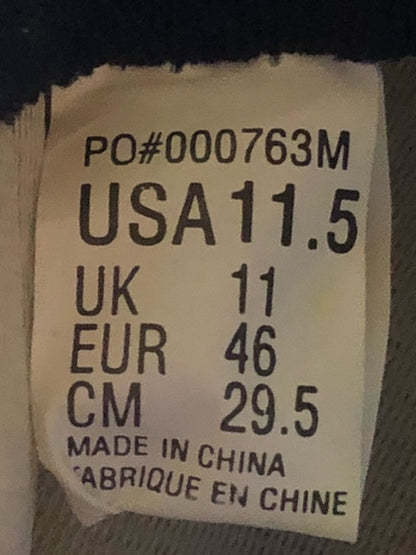 PO#000763M
USA 11.5
UK 11
EUR 46
CM 29.5
MADE IN CHINA
FABRIQUE EN CHINE